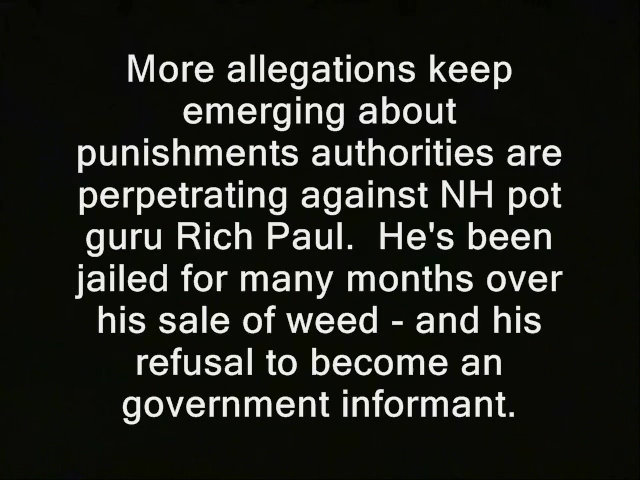 More allegations keep
emerging about
punishments authorities are
perpetrating against NH pot
guru Rich Paul.  He's been
jailed for many months over
his sale of weed - and his
refusal to become an
government informant.